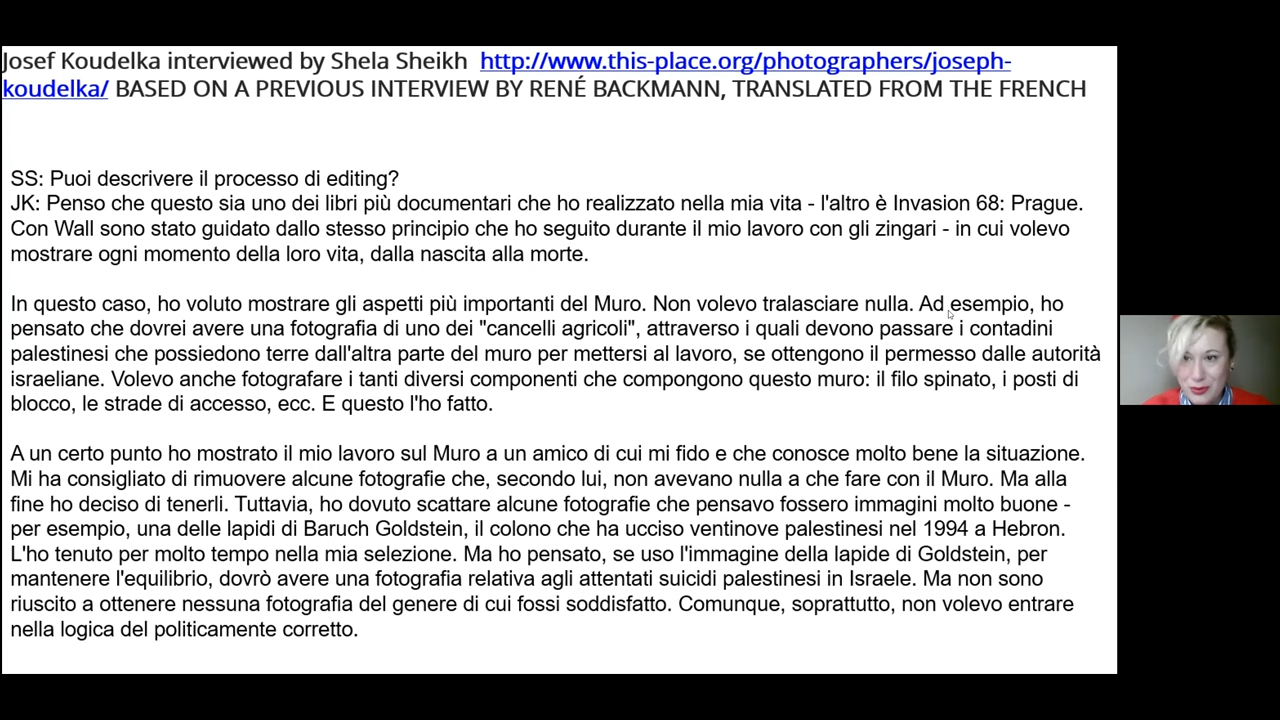 Josef Koudelka interviewed by Shela Sheikh http://www.this-place.org/photographers/joseph-
koudelka/ BASED ON A PREVIOUS INTERVIEW BY RENÉ BACKMANN, TRANSLATED FROM THE FRENCH
SS: Puoi descrivere il processo di editing?
JK: Penso che questo sia uno dei libri più documentari che ho realizzato nella mia vita - l'altro è Invasion 68: Prague.
Con Wall sono stato guidato dallo stesso principio che ho seguito durante il mio lavoro con gli zingari - in cui volevo
mostrare ogni momento della loro vita, dalla nascita alla morte.
In questo caso, ho voluto mostrare gli aspetti più importanti del Muro. Non volevo tralasciare nulla. Ad esempio, ho
pensato che dovrei avere una fotografia di uno dei "cancelli agricoli", attraverso i quali devono passare i contadini
palestinesi che possiedono terre dall'altra parte del muro per mettersi al lavoro, se ottengono il permesso dalle autorità
israeliane. Volevo anche fotografare i tanti diversi componenti che compongono questo muro: il filo spinato, i posti di
blocco, le strade di accesso, ecc. E questo l'ho fatto.
A un certo punto ho mostrato il mio lavoro sul Muro a un amico di cui mi fido e che conosce molto bene la situazione.
Mi ha consigliato di rimuovere alcune fotografie che, secondo lui, non avevano nulla a che fare con il Muro. Ma alla
fine ho deciso di tenerli. Tuttavia, ho dovuto scattare alcune fotografie che pensavo fossero immagini molto buone -
per esempio, una delle lapidi di Baruch Goldstein, il colono che ha ucciso ventinove palestinesi nel 1994 a Hebron.
L'ho tenuto per molto tempo nella mia selezione. Ma ho pensato, se uso l'immagine della lapide di Goldstein, per
mantenere l'equilibrio, dovrò avere una fotografia relativa agli attentati suicidi palestinesi in Israele. Ma non sono
riuscito a ottenere nessuna fotografia del genere di cui fossi soddisfatto. Comunque, soprattutto, non volevo entrare
nella logica del politicamente corretto.